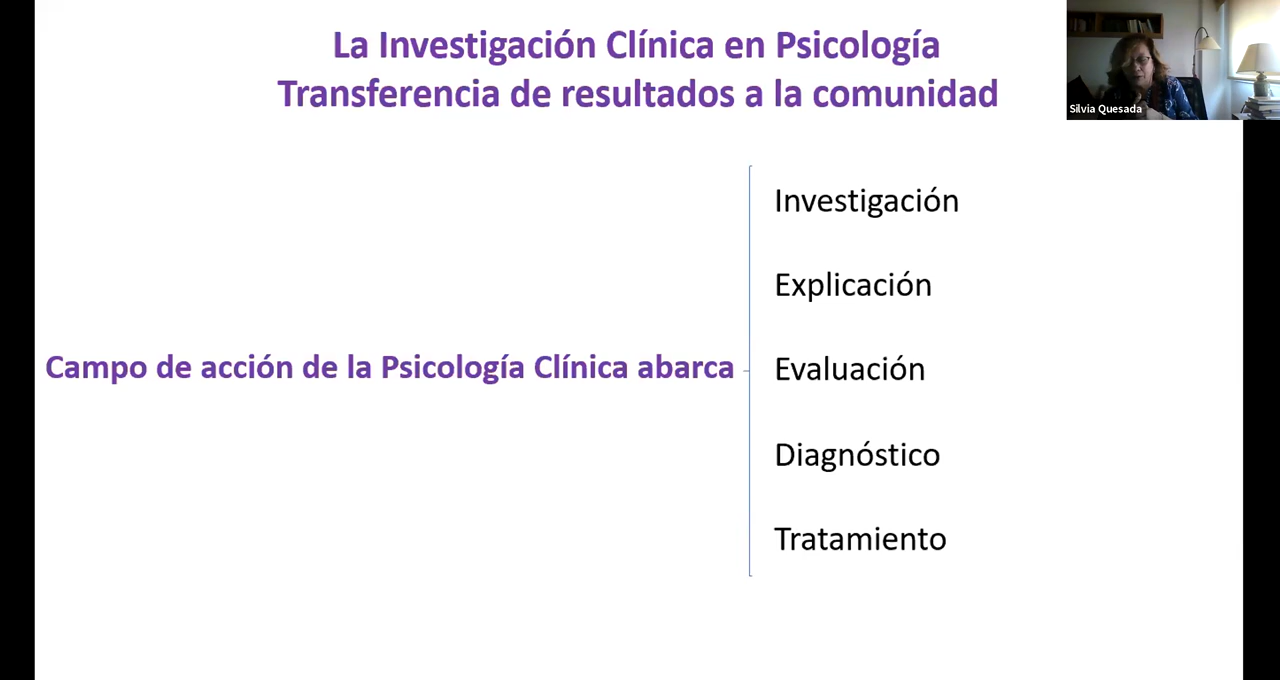 La Investigación Clínica en Psicología
Transferencia de resultados a la comunidad
Silvia Quesada
Campo de acción de la Psicología Clínica abarca
Investigación
Explicación
Evaluación
Diagnóstico
Tratamiento